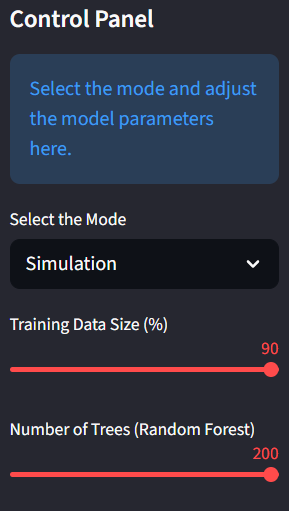 Control Panel
Select the mode and adjust
the model parameters
here.
Select the Mode
Simulation
Training Data Size (%)
90
Number of Trees (Random Forest)
200